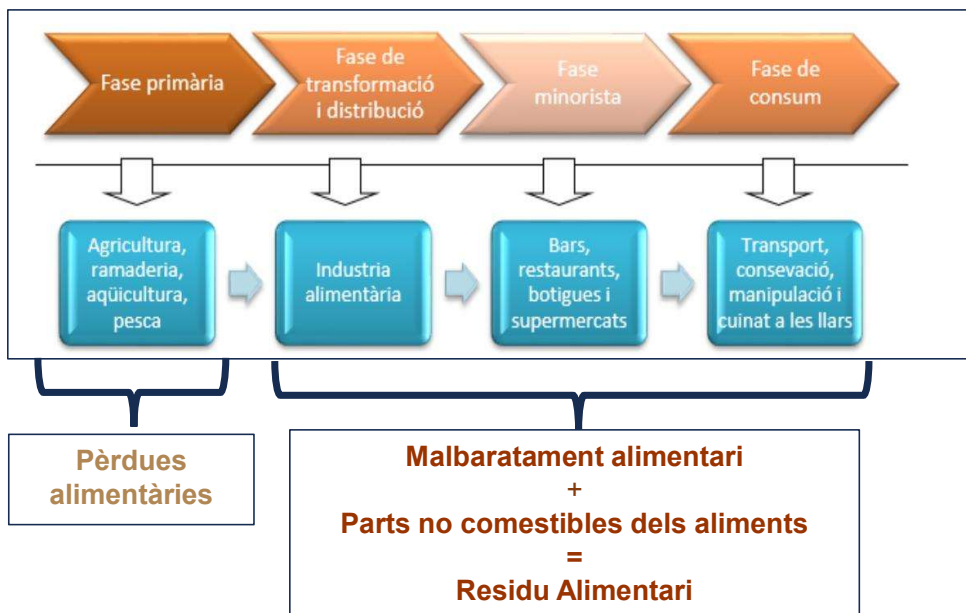 Fase primària
Fase de
transformació
i distribució
Fase
minorista
Fase de
consum
Agricultura,
ramaderia,
aqüicultura,
pesca
Industria
alimentària
Bars,
restaurants,
botigues i
supermercats
Transport,
consevació,
manipulació i
cuinat a les llars
Pèrdues
alimentàries
Malbaratament alimentari
+
Parts no comestibles dels aliments
=
Residu Alimentari